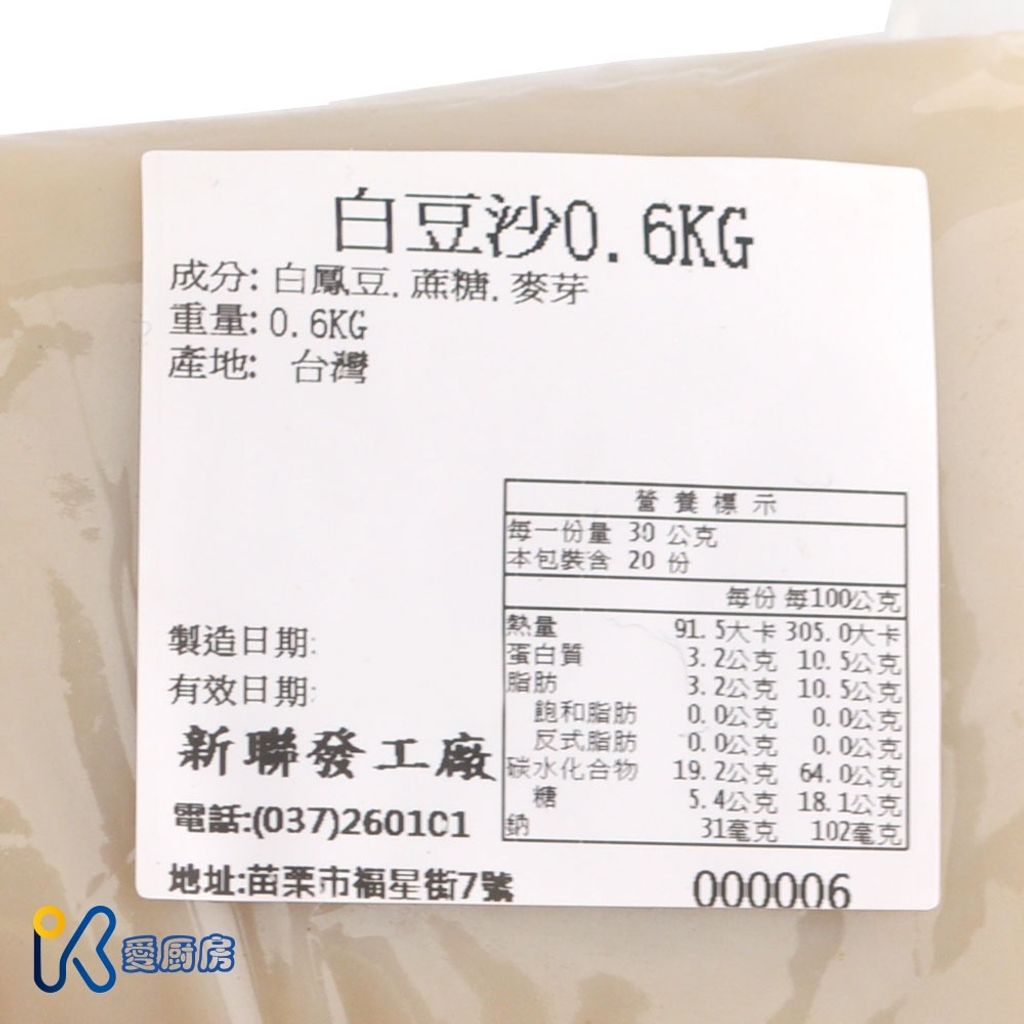 白豆沙0.6KG
成分: 白鳳豆.蔗糖.麥芽
重量: 0.6KG
產地: 台灣
營養標示
每一份量 30 公克
本包裝含 20 份
每份 每100公克
熱量 91.5大卡 305.0大卡
蛋白質 3.2公克 10.5公克
脂肪 3.2公克 10.5公克
飽和脂肪 0.0公克 0.0公克
反式脂肪 0.0公克 0.0公克
碳水化合物 19.2公克 64.0公克
糖 5.4公克 18.1公克
鈉 31毫克 102毫克
製造日期:
有效日期:
新聯發工廠
電話:(037)260101
地址:苗栗市福星街7號
000006
iK愛廚房